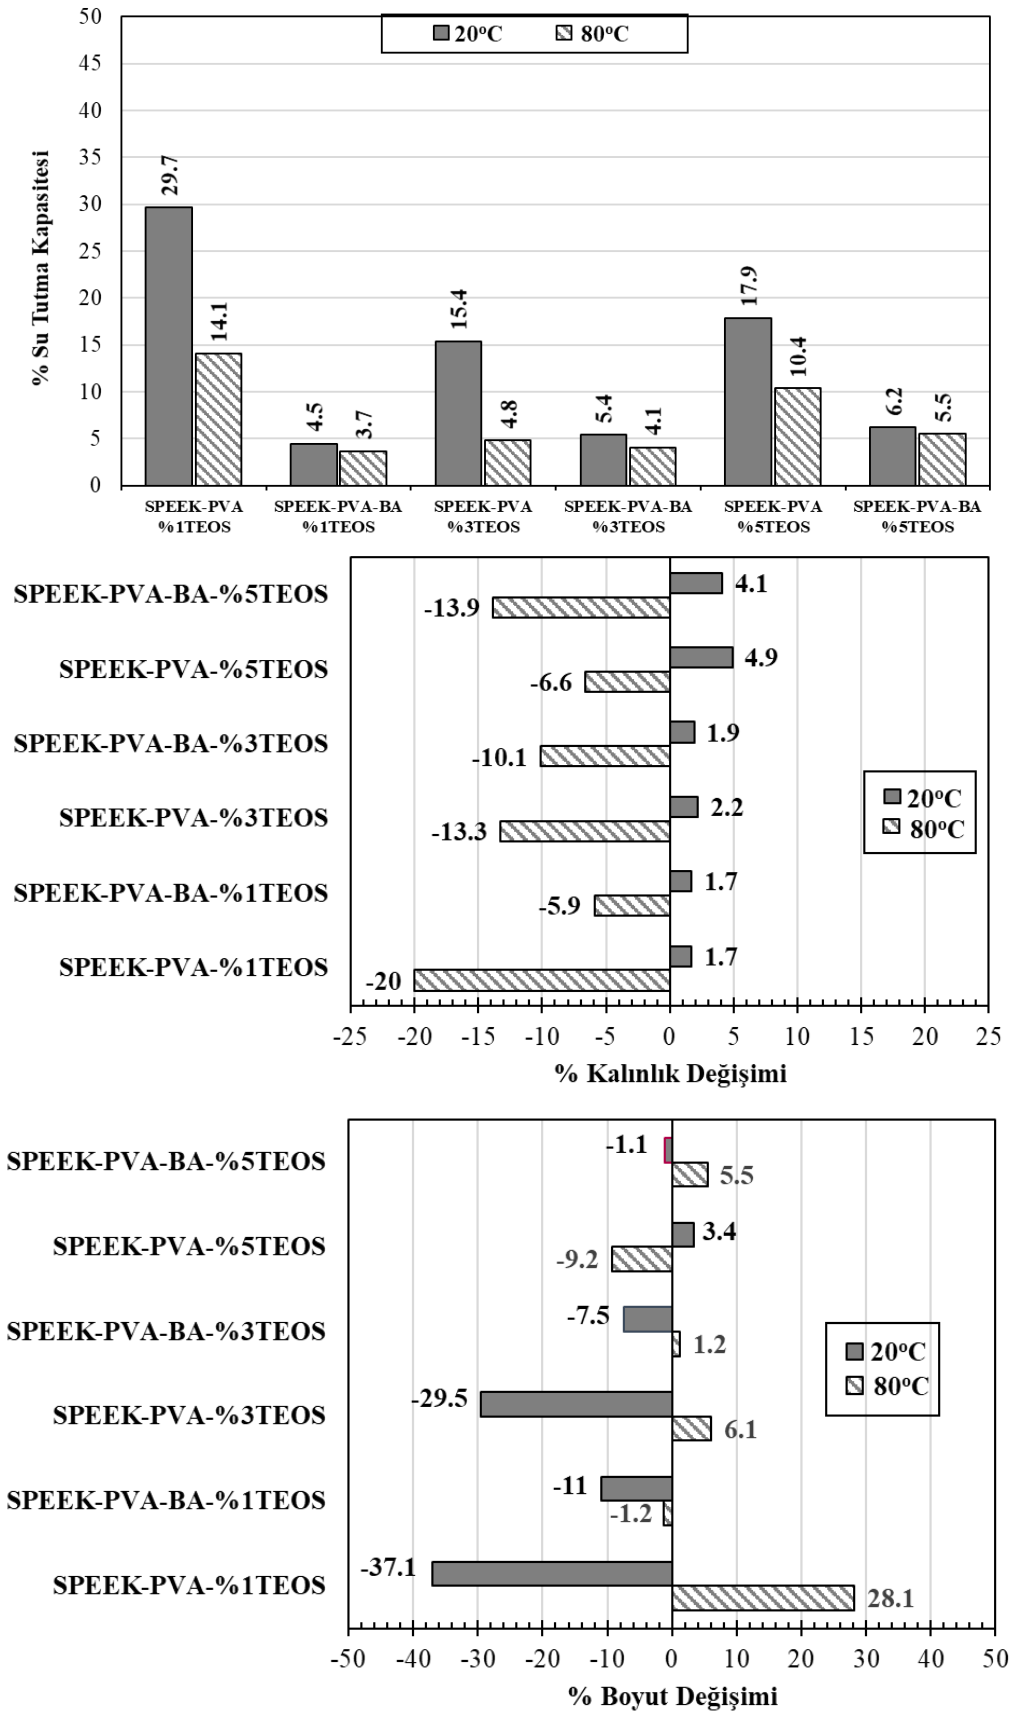 50
20°C 80°C
45
40
35
30
25
20
15
10
5
0
% Su Tutma Kapasitesi
29.7
14.1
4.5
3.7
15.4
4.8
5.4
4.1
17.9
10.4
6.2
5.5
SPEEK-PVA
%1TEOS
SPEEK-PVA-BA
%1TEOS
SPEEK-PVA
%3TEOS
SPEEK-PVA-BA
%3TEOS
SPEEK-PVA
%5TEOS
SPEEK-PVA-BA
%5TEOS
SPEEK-PVA-BA-%5TEOS
4.1
-13.9
SPEEK-PVA-%5TEOS
4.9
-6.6
SPEEK-PVA-BA-%3TEOS
1.9
-10.1
SPEEK-PVA-%3TEOS
2.2
-13.3
SPEEK-PVA-BA-%1TEOS
1.7
-5.9
SPEEK-PVA-%1TEOS
1.7
-20
20°C
80°C
-25 -20 -15 -10 -5 0 5 10 15 20 25
% Kalınlık Değişimi
SPEEK-PVA-BA-%5TEOS
-1.1
5.5
SPEEK-PVA-%5TEOS
3.4
-9.2
SPEEK-PVA-BA-%3TEOS
-7.5
1.2
SPEEK-PVA-%3TEOS
-29.5
6.1
SPEEK-PVA-BA-%1TEOS
-11
-1.2
SPEEK-PVA-%1TEOS
-37.1
28.1
20°C
80°C
-50 -40 -30 -20 -10 0 10 20 30 40 50
% Boyut Değişimi